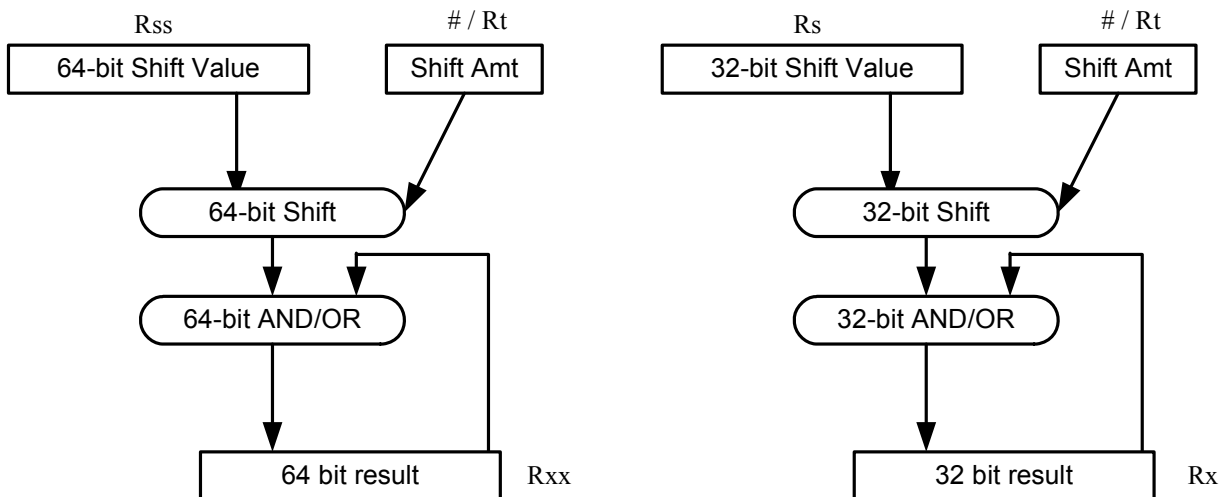 Rss
# / Rt
64-bit Shift Value
Shift Amt
64-bit Shift
64-bit AND/OR
64 bit result
Rxx
Rs
# / Rt
32-bit Shift Value
Shift Amt
32-bit Shift
32-bit AND/OR
32 bit result
Rx